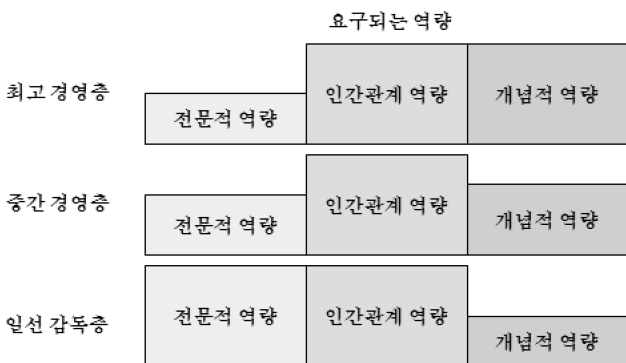 요구되는 역량
최고 경영층
전문적 역량
인간관계 역량
개념적 역량
중간 경영층
전문적 역량
인간관계 역량
개념적 역량
일선 감독층
전문적 역량
인간관계 역량
개념적 역량